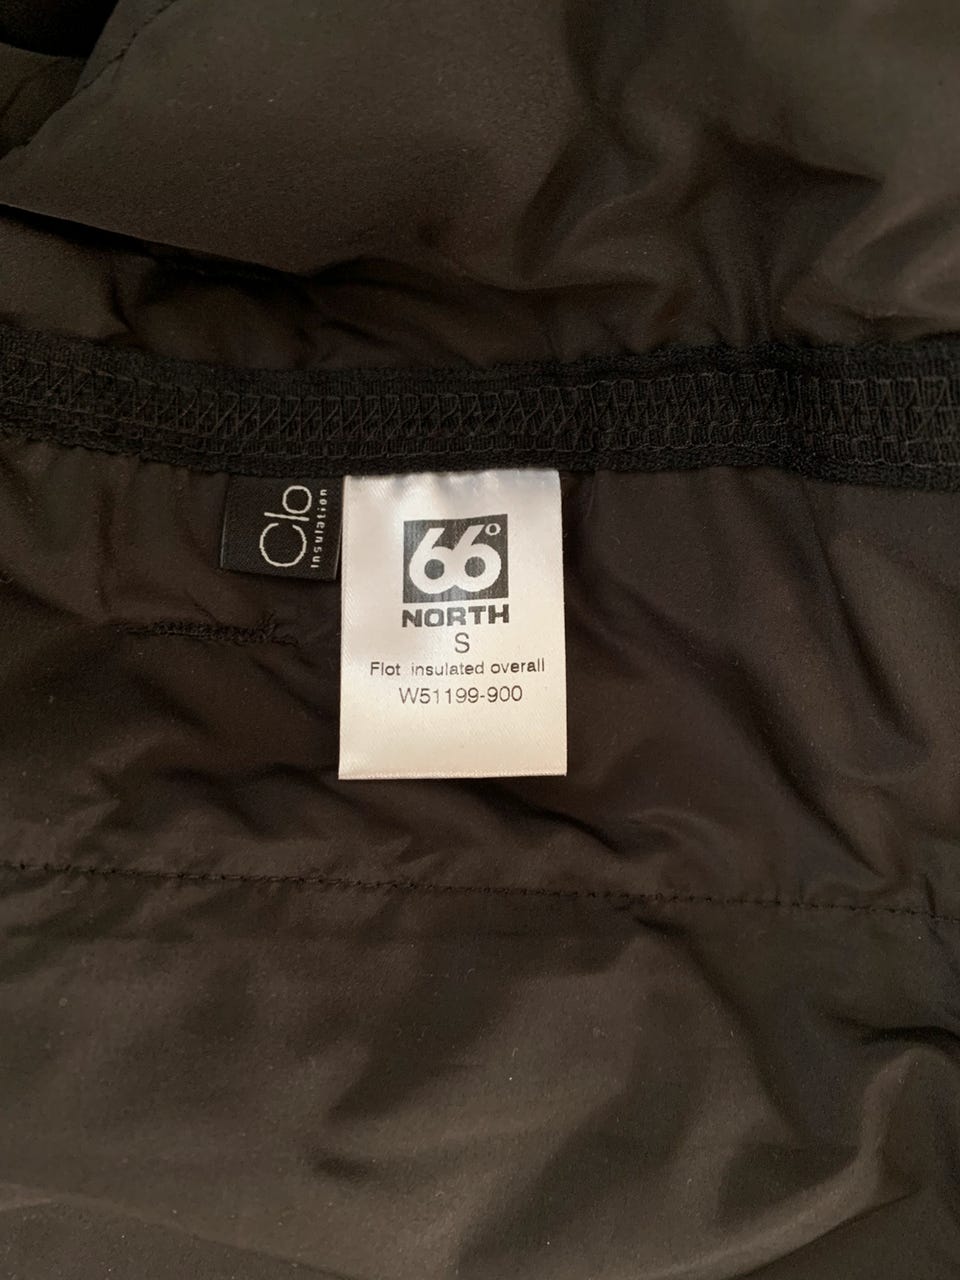 Clo
insulation
66°
NORTH
S
Flot insulated overall
W51199-900